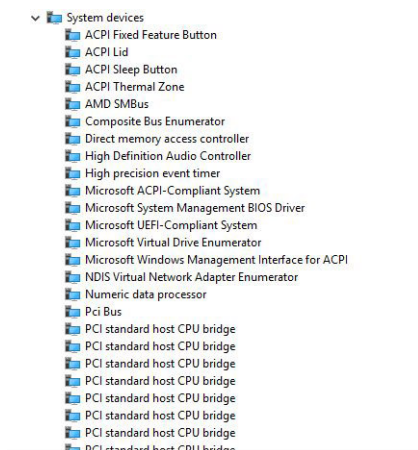 System devices
ACPI Fixed Feature Button
ACPI Lid
ACPI Sleep Button
ACPI Thermal Zone
AMD SMBus
Composite Bus Enumerator
Direct memory access controller
High Definition Audio Controller
High precision event timer
Microsoft ACPI-Compliant System
Microsoft System Management BIOS Driver
Microsoft UEFI-Compliant System
Microsoft Virtual Drive Enumerator
Microsoft Windows Management Interface for ACPI
NDIS Virtual Network Adapter Enumerator
Numeric data processor
Pci Bus
PCI standard host CPU bridge
PCI standard host CPU bridge
PCI standard host CPU bridge
PCI standard host CPU bridge
PCI standard host CPU bridge
PCI standard host CPU bridge
PCI standard host CPU bridge
PCI standard host CPU bridge